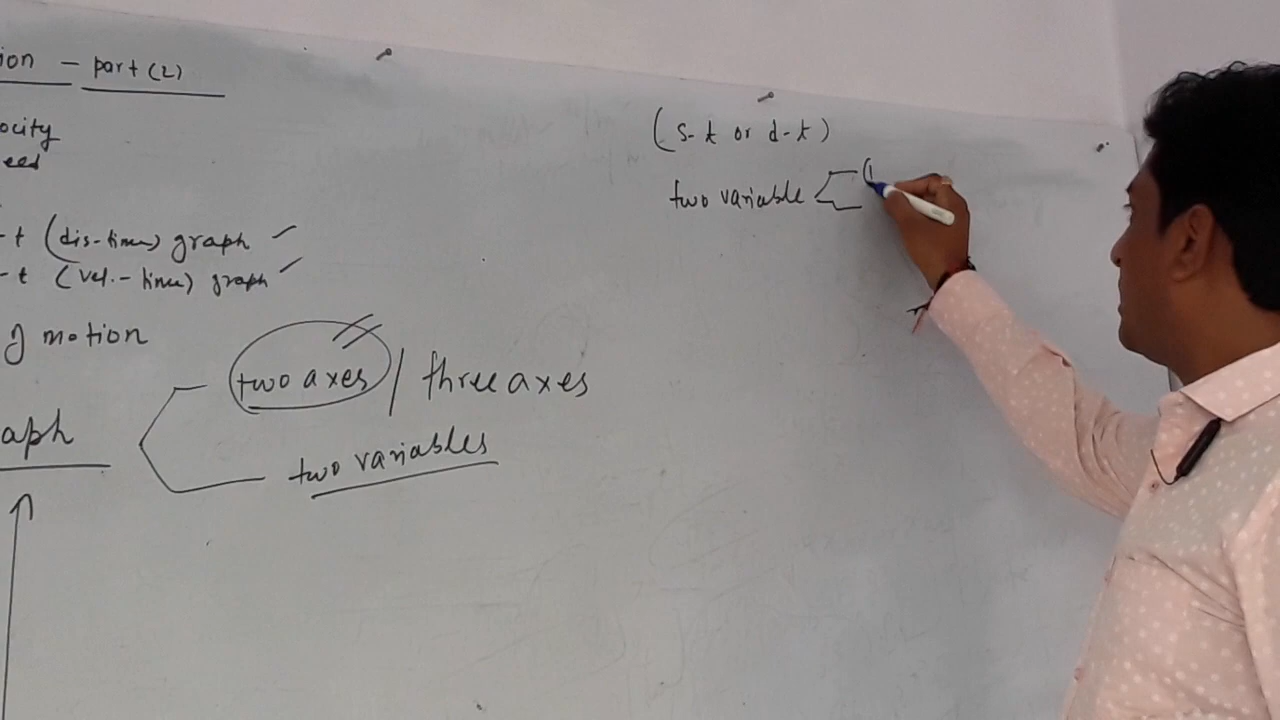 ion - part (2)
ocity
eed
-t (dis-time) graph
-t (vel.-time) graph
g motion
aph
two axes / three axes
two variables
(s-t or d-t)
two variable (